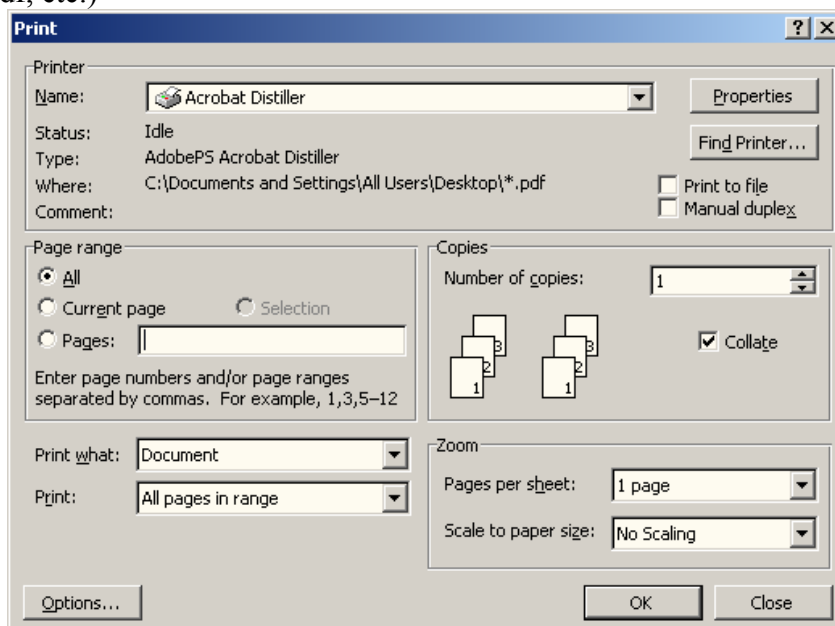 df, etc.)
Print
Printer
Name: Acrobat Distiller Properties
Status: Idle
Find Printer...
Type: AdobePS Acrobat Distiller
Where: C:\Documents and Settings\All Users\Desktop\*.pdf Print to file
Comment: Manual duplex
Page range
All
Current page Selection
Pages:
Enter page numbers and/or page ranges
separated by commas. For example, 1,3,5–12
Copies
Number of copies: 1
3 3
2 2
1 1
Collate
Print what: Document
Print: All pages in range
Zoom
Pages per sheet: 1 page
Scale to paper size: No Scaling
Options... OK Close